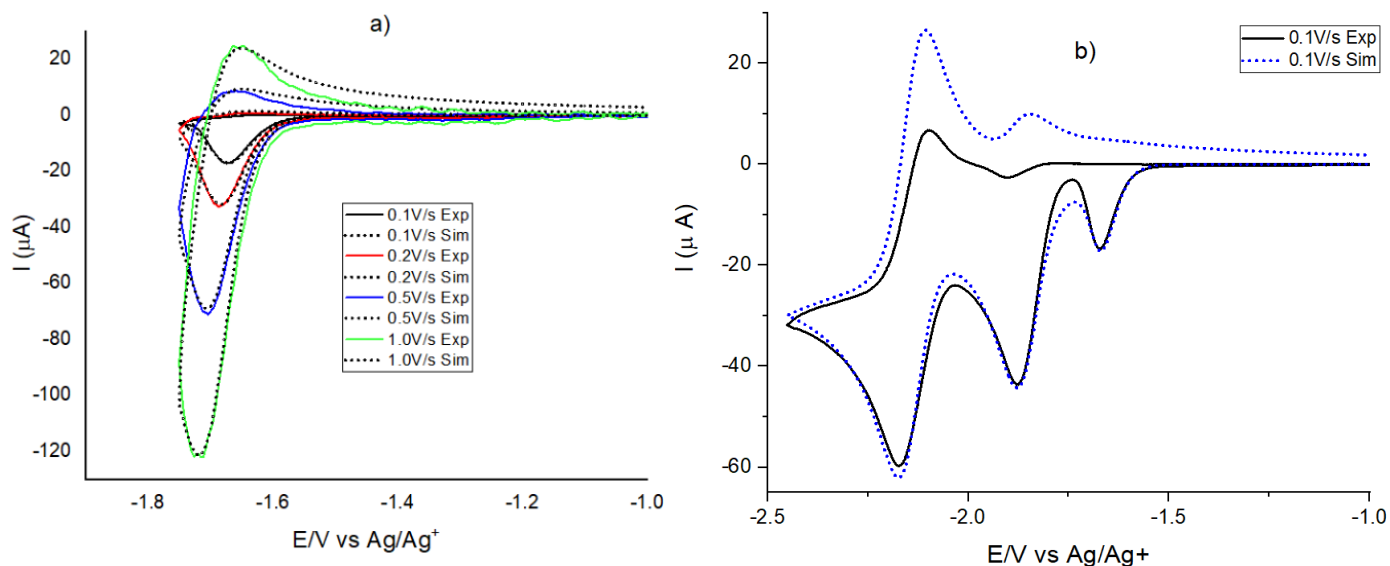 a)
20
0
-20
-40
-60
-80
-100
-120
I (μA)
0.1V/s Exp
0.1V/s Sim
0.2V/s Exp
0.2V/s Sim
0.5V/s Exp
0.5V/s Sim
1.0V/s Exp
1.0V/s Sim
-1.8
-1.6
-1.4
-1.2
-1.0
E/V vs Ag/Ag⁺
b)
0.1V/s Exp
0.1V/s Sim
20
0
-20
-40
-60
I (μ A)
-2.5
-2.0
-1.5
-1.0
E/V vs Ag/Ag+